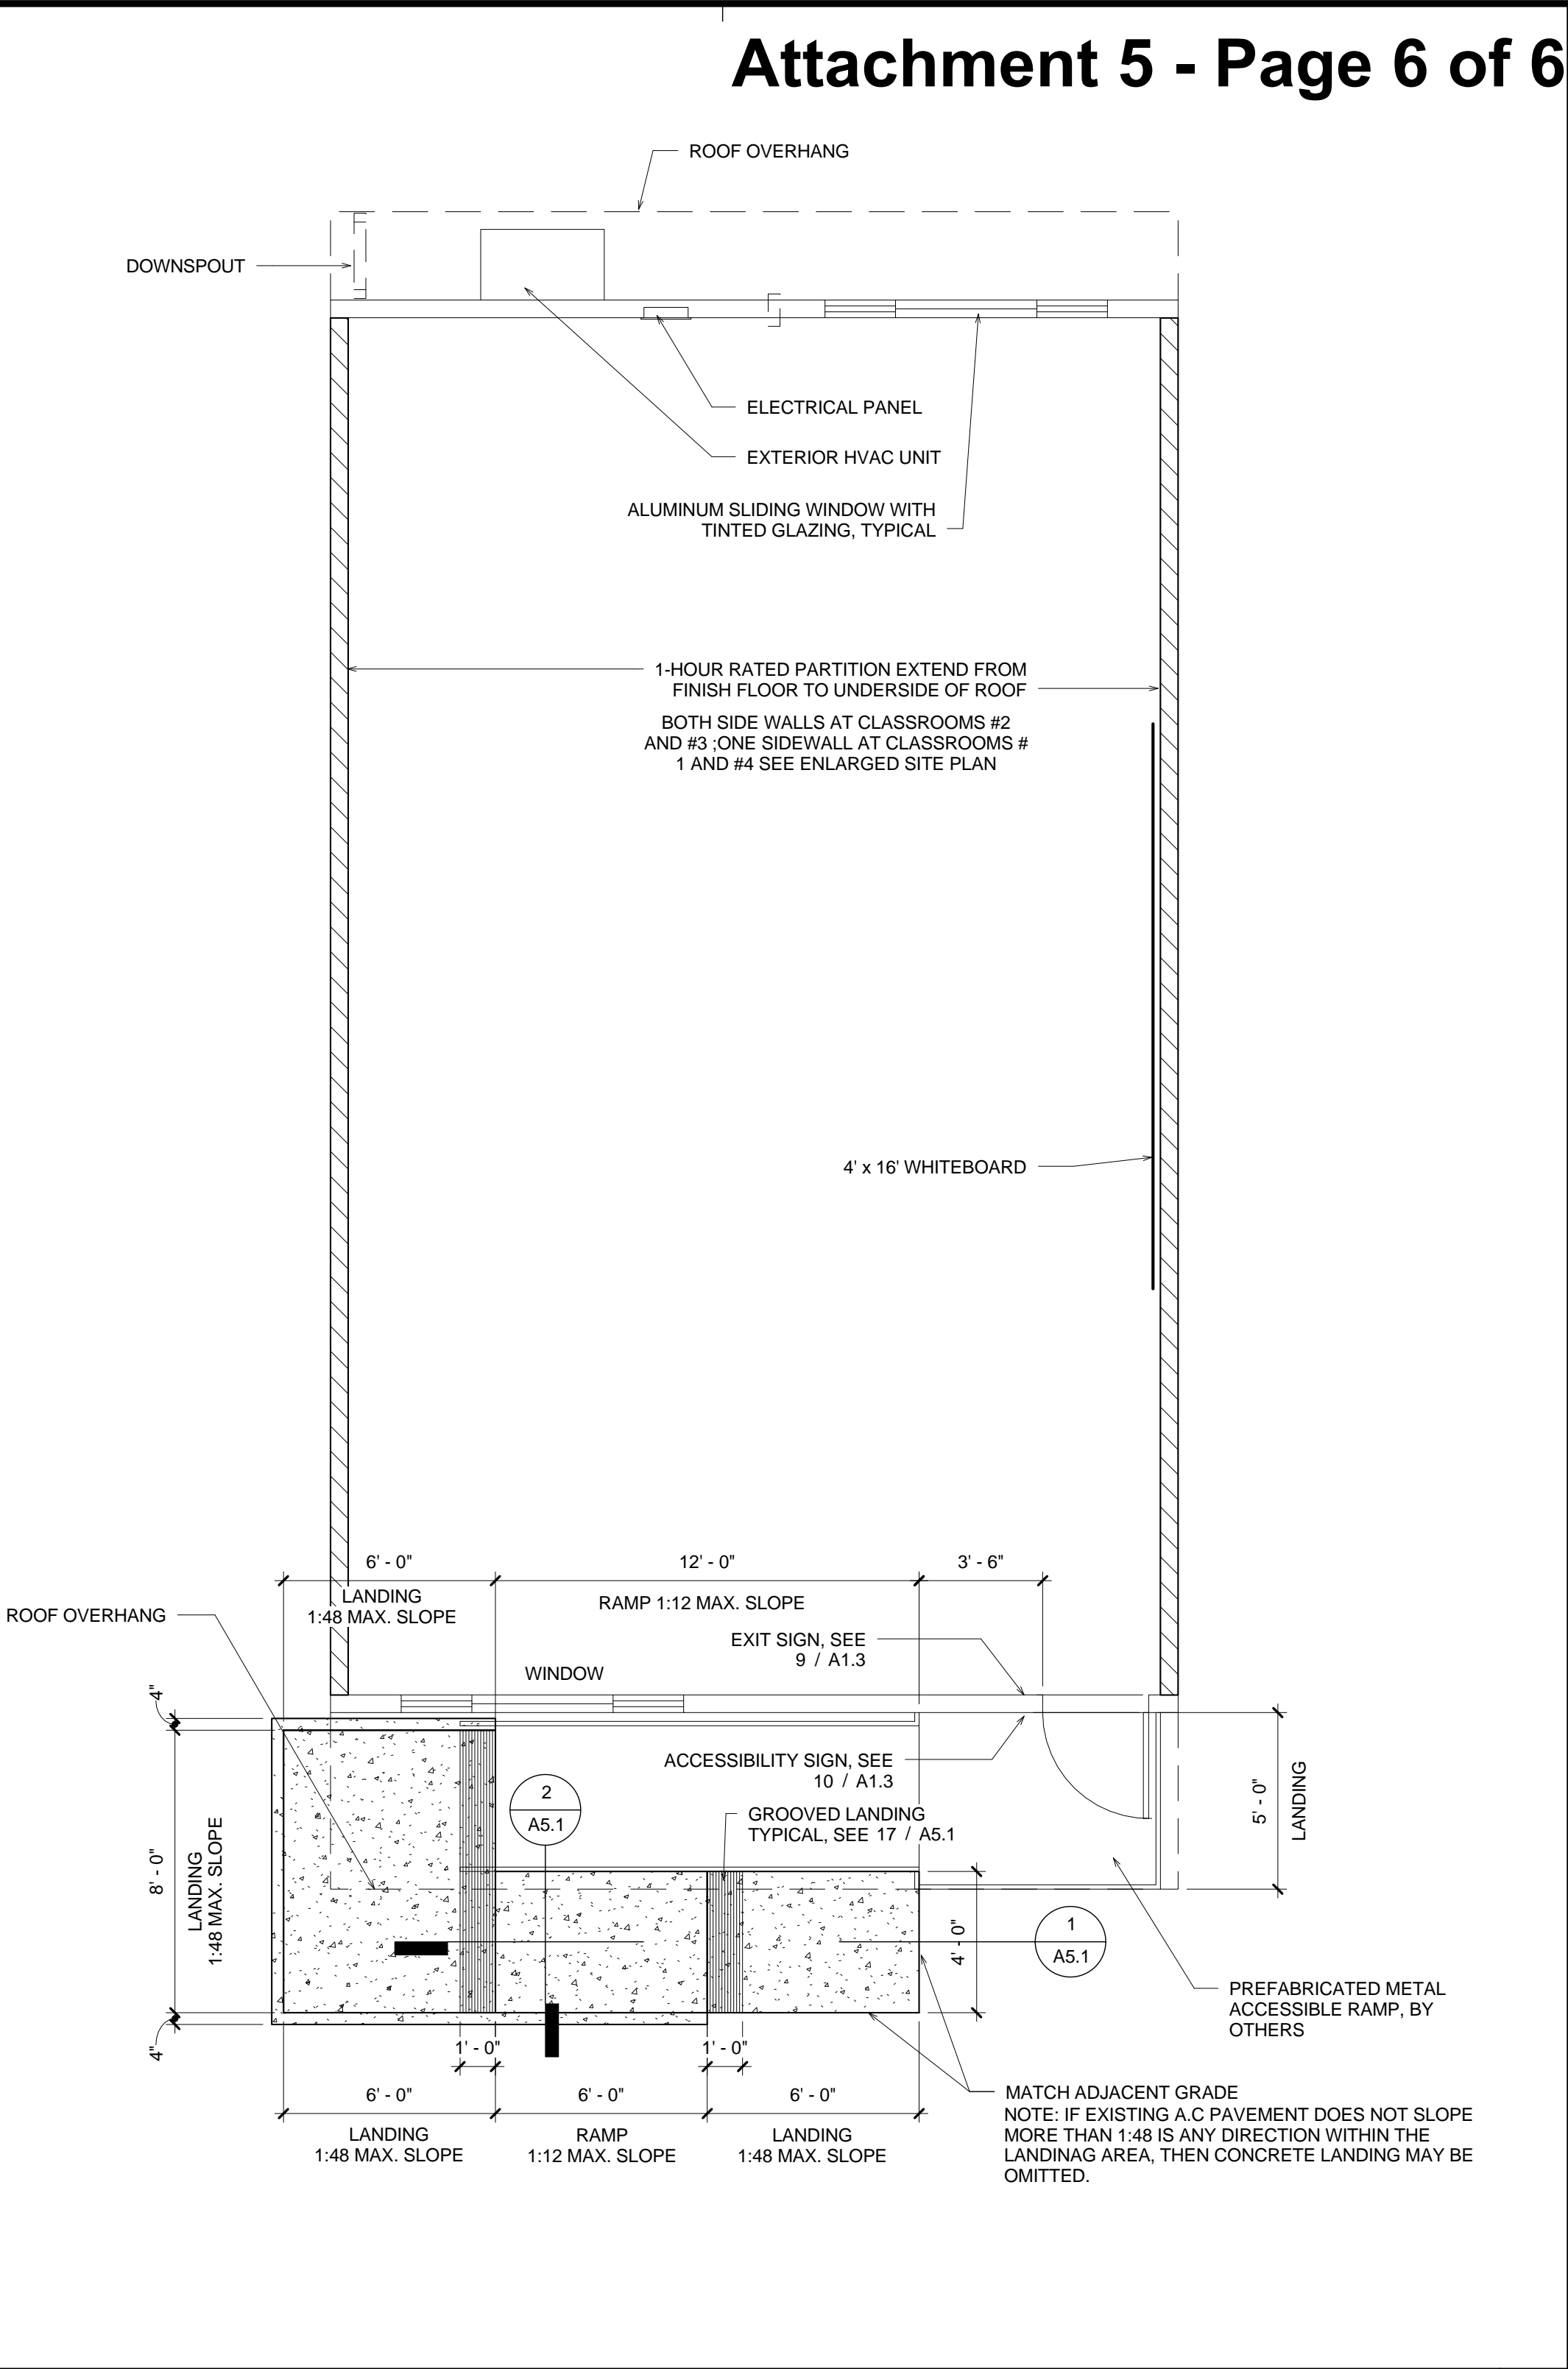 Attachment 5 - Page 6 of 6
ROOF OVERHANG
DOWNSPOUT
ELECTRICAL PANEL
EXTERIOR HVAC UNIT
ALUMINUM SLIDING WINDOW WITH
TINTED GLAZING, TYPICAL
1-HOUR RATED PARTITION EXTEND FROM
FINISH FLOOR TO UNDERSIDE OF ROOF
BOTH SIDE WALLS AT CLASSROOMS #2
AND #3 ;ONE SIDEWALL AT CLASSROOMS #
1 AND #4 SEE ENLARGED SITE PLAN
4' x 16' WHITEBOARD
6' - 0"
12' - 0"
3' - 6"
LANDING
1:48 MAX. SLOPE
RAMP 1:12 MAX. SLOPE
ROOF OVERHANG
EXIT SIGN, SEE
9 / A1.3
WINDOW
4"
ACCESSIBILITY SIGN, SEE
10 / A1.3
2
A5.1
GROOVED LANDING
TYPICAL, SEE 17 / A5.1
5' - 0"
LANDING
8' - 0"
LANDING
1:48 MAX. SLOPE
4' - 0"
1
A5.1
PREFABRICATED METAL
ACCESSIBLE RAMP, BY
OTHERS
4"
1' - 0"
1' - 0"
6' - 0"
6' - 0"
6' - 0"
LANDING
1:48 MAX. SLOPE
RAMP
1:12 MAX. SLOPE
LANDING
1:48 MAX. SLOPE
MATCH ADJACENT GRADE
NOTE: IF EXISTING A.C PAVEMENT DOES NOT SLOPE
MORE THAN 1:48 IS ANY DIRECTION WITHIN THE
LANDINAG AREA, THEN CONCRETE LANDING MAY BE
OMITTED.